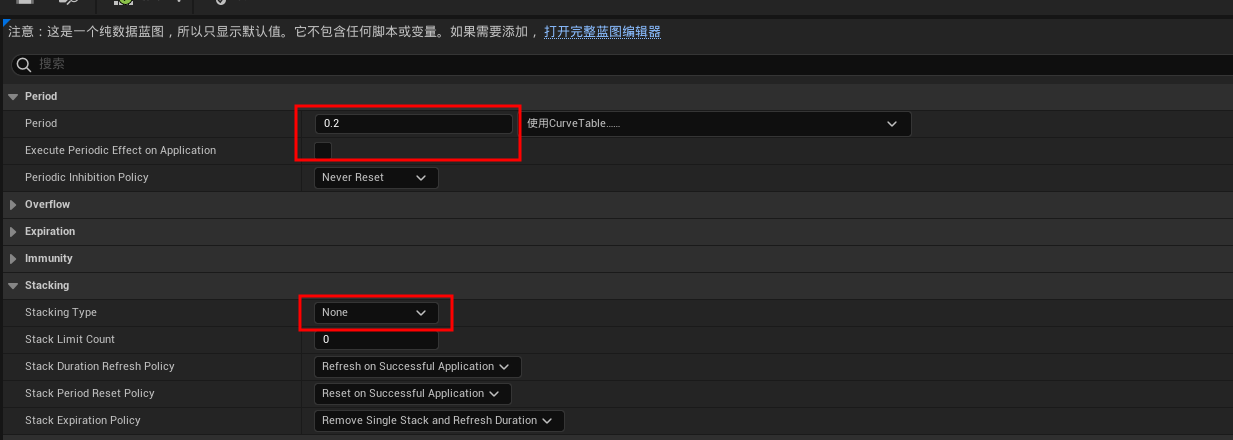 注意：这是一个纯数据蓝图，所以只显示默认值。它不包含任何脚本或变量。如果需要添加， 打开完整蓝图编辑器
搜索
Period
Period 0.2 使用CurveTable......
Execute Periodic Effect on Application
Periodic Inhibition Policy Never Reset
Overflow
Expiration
Immunity
Stacking
Stacking Type None
Stack Limit Count 0
Stack Duration Refresh Policy Refresh on Successful Application
Stack Period Reset Policy Reset on Successful Application
Stack Expiration Policy Remove Single Stack and Refresh Duration